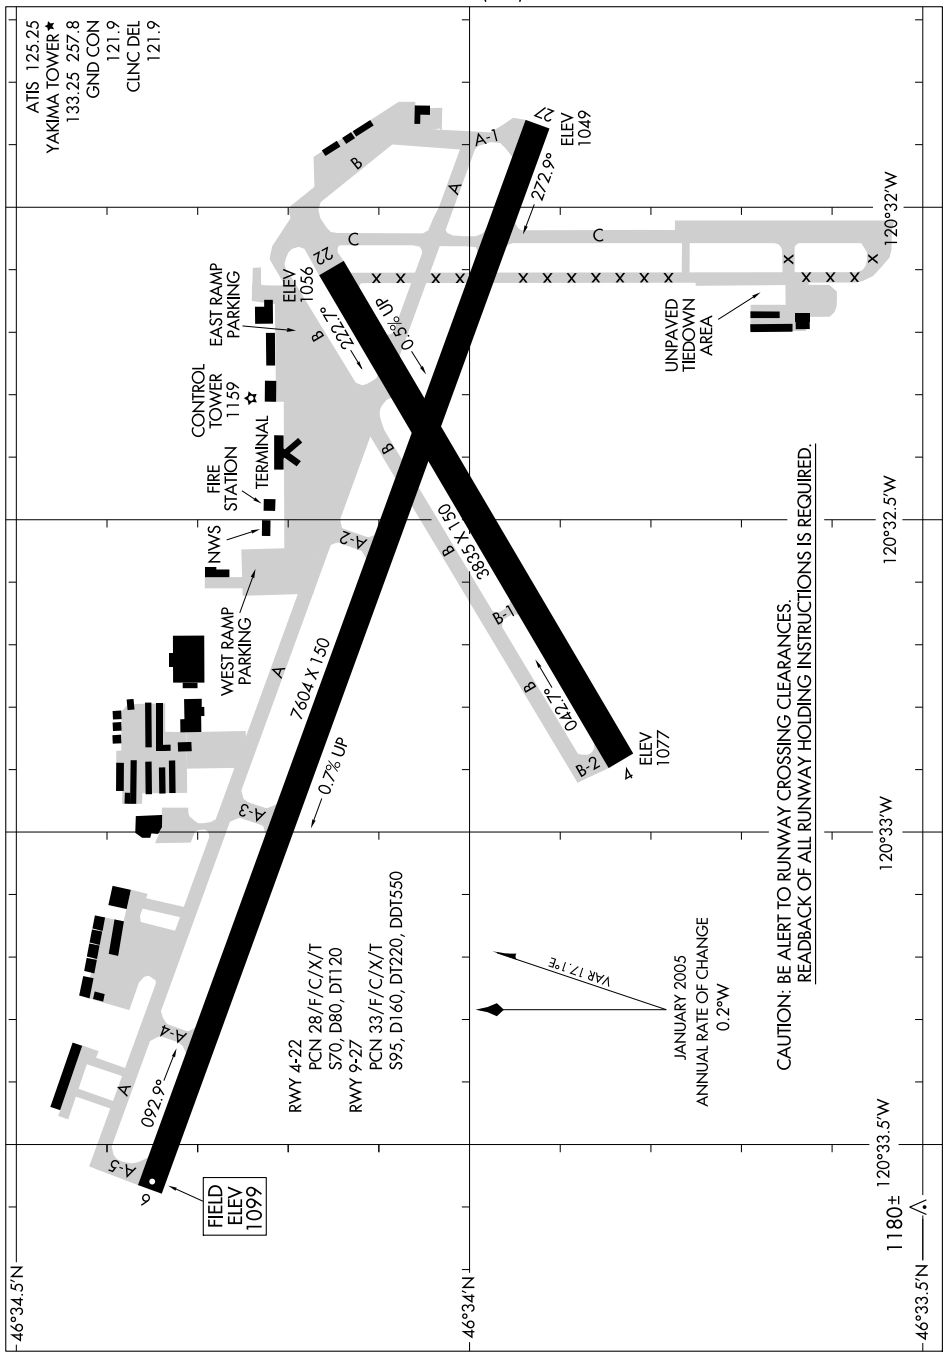 ATIS 125.25
YAKIMA TOWER★
133.25 257.8
GND CON
121.9
CLNC DEL
121.9
46°34.5'N
46°34'N
46°33.5'N
120°32'W
120°32.5'W
120°33'W
120°33.5'W
A-1
27
ELEV
1049
272.9°
B
A
C
C
22
ELEV
1056
222.7°
0.5% UP
B
EAST RAMP
PARKING
CONTROL
TOWER
1159
TERMINAL
FIRE
STATION
NWS
WEST RAMP
PARKING
X X X X X X X X X X X
X X
X X X
UNPAVED
TIEDOWN
AREA
B
B
3835 X 150
B-1
B
042.7°
B-2
4
ELEV
1077
A-2
A
7604 X 150
0.7% UP
A-3
A-4
A
092.9°
A-5
9
FIELD
ELEV
1099
RWY 4-22
PCN 28/F/C/X/T
S70, D80, DT120
RWY 9-27
PCN 33/F/C/X/T
S95, D160, DT220, DDT550
VAR 17.1°E
JANUARY 2005
ANNUAL RATE OF CHANGE
0.2°W
CAUTION: BE ALERT TO RUNWAY CROSSING CLEARANCES.
READBACK OF ALL RUNWAY HOLDING INSTRUCTIONS IS REQUIRED.
1180±